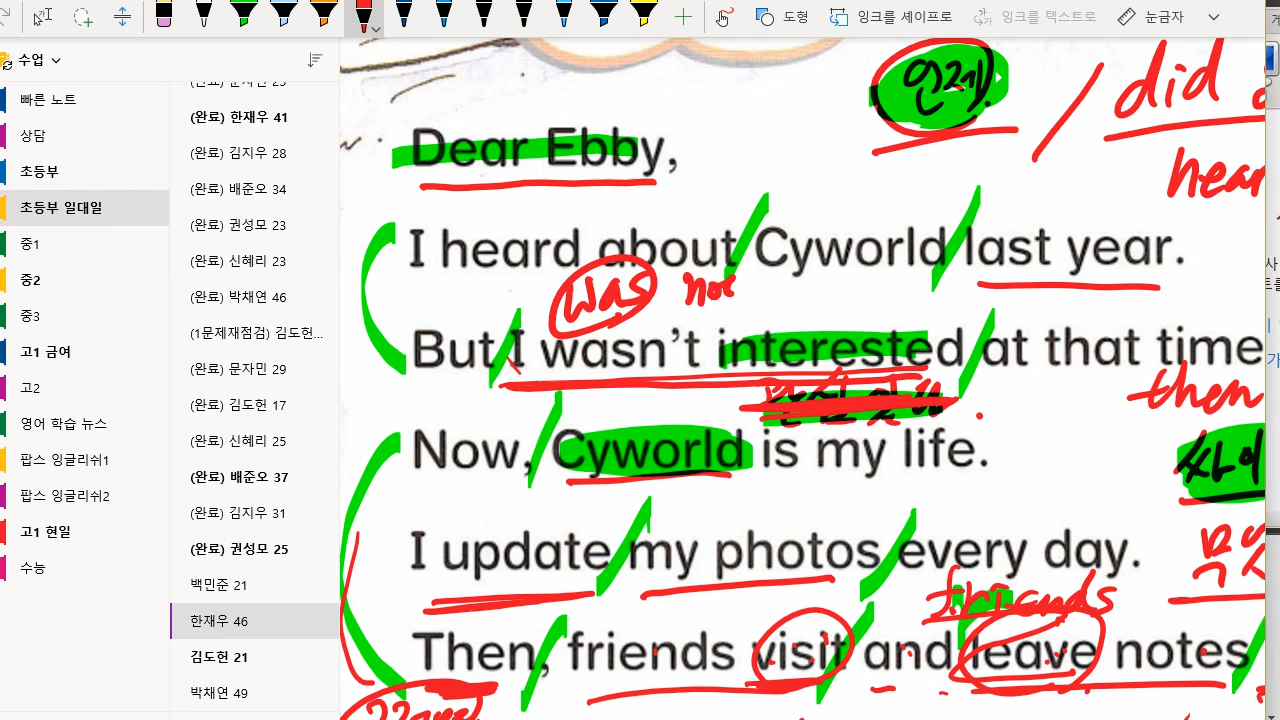 도형 잉크를 셰이프로 잉크를 텍스트로 눈금자
수업
빠른 노트
상담
초등부
초등부 일대일
중1
중2
중3
고1 금여
고2
팝스 잉글리쉬1
팝스 잉글리쉬2
고1 현일
수능
(완료) 한재우 41
(완료) 김지우 28
(완료) 배준오 34
(완료) 권성모 23
(완료) 신혜리 23
(완료) 박채연 46
(1문제재점검) 김도헌...
(완료) 문자민 29
(완료) 김도헌 17
(완료) 신혜리 25
(완료) 배준오 37
(완료) 김지우 31
(완료) 권성모 25
백민준 21
한재우 42
김도헌 21
박채연 49
언제
did
hear
Dear Ebby,
I heard about Cyworld last year.
was not
But I wasn't interested at that time
then
Now, Cyworld is my life.
I update my photos every day.
friends
Then, friends visit and leave notes